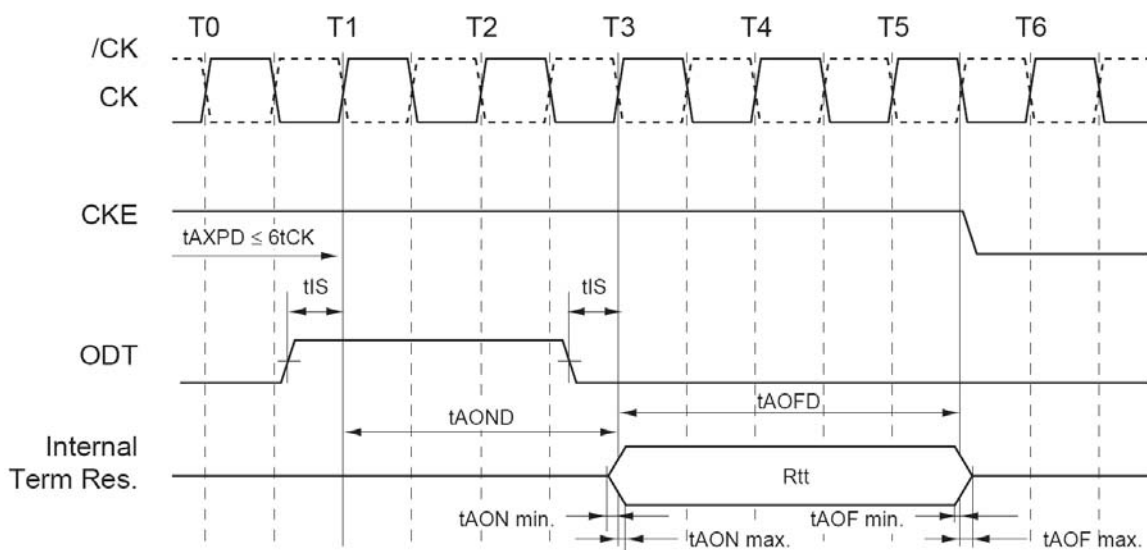 T0 T1 T2 T3 T4 T5 T6
/CK
CK
CKE
tAXPD ≤ 6tCK
tIS tIS
ODT
tAOND tAOFD
Internal
Term Res.
Rtt
tAON min. tAOF min.
tAON max. tAOF max.